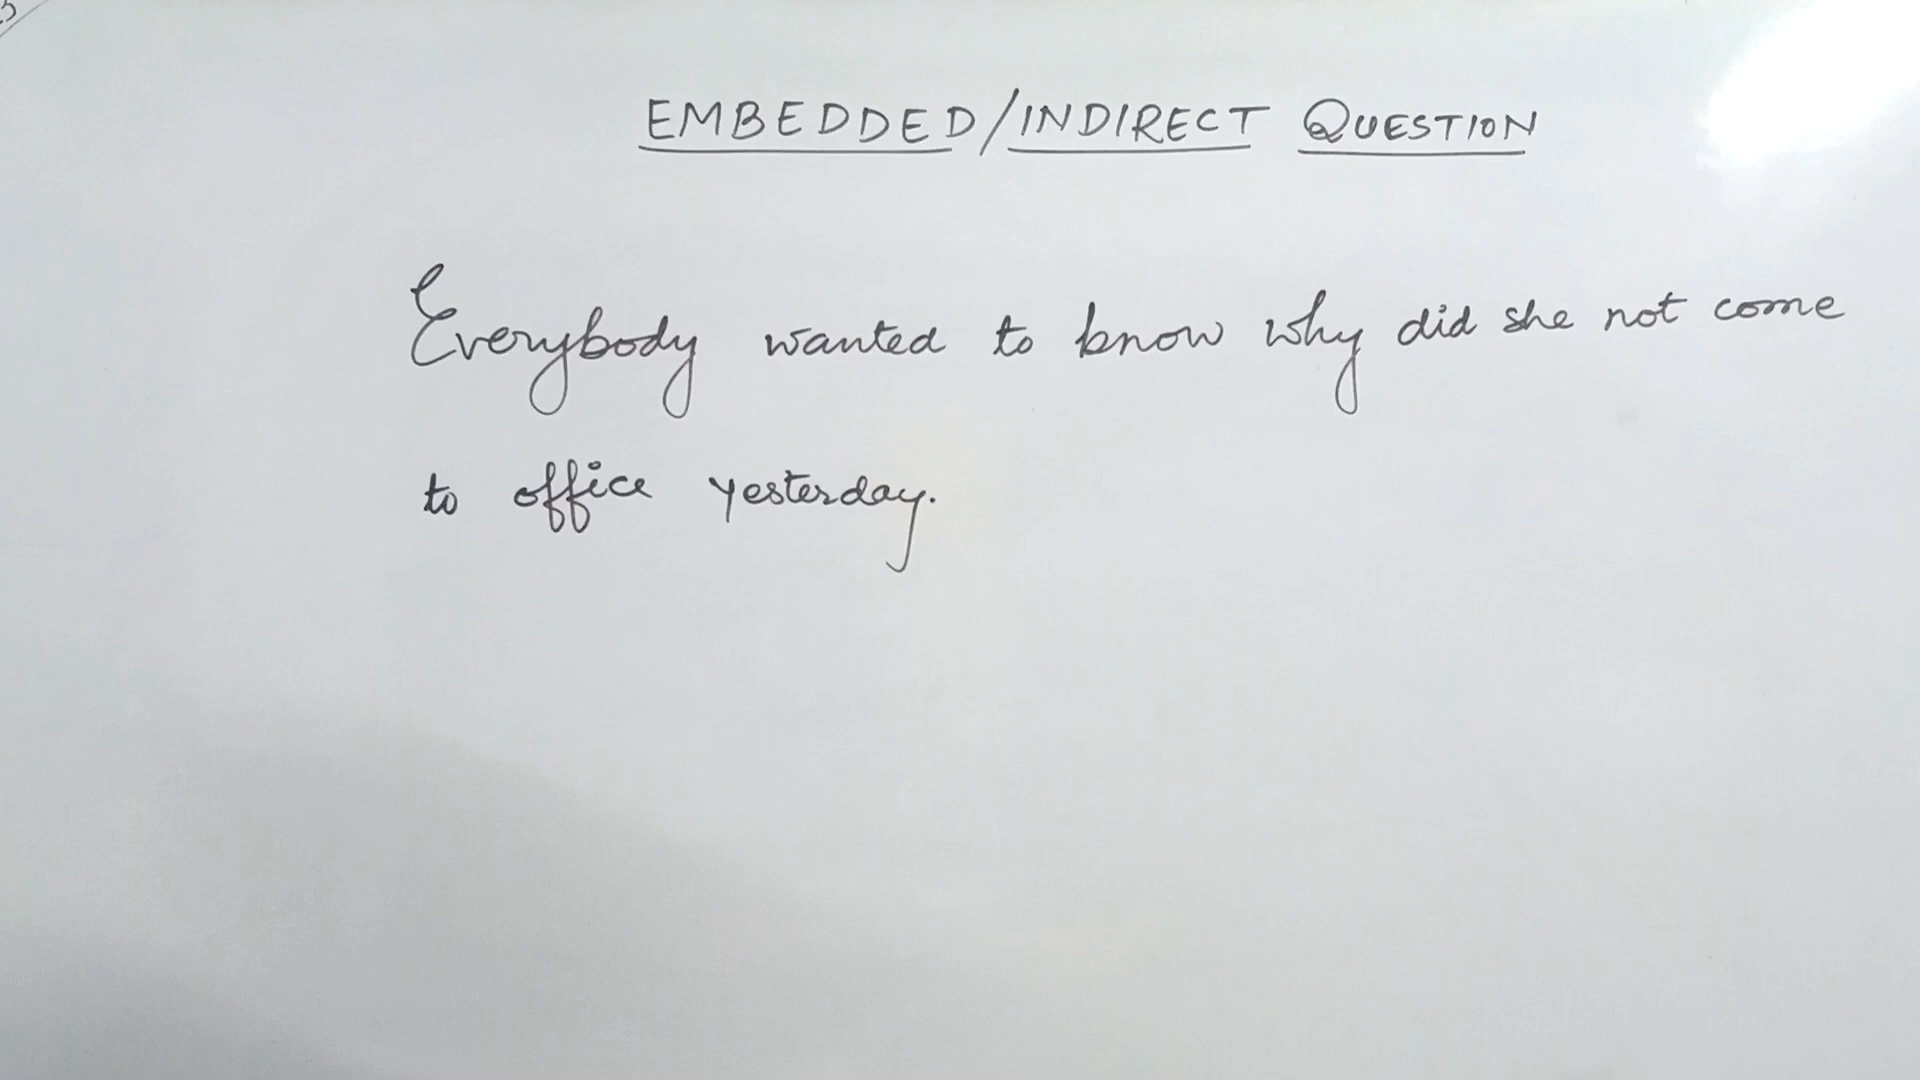 EMBEDDED/INDIRECT QUESTION
Everybody wanted to know why did she not come
to office yesterday.